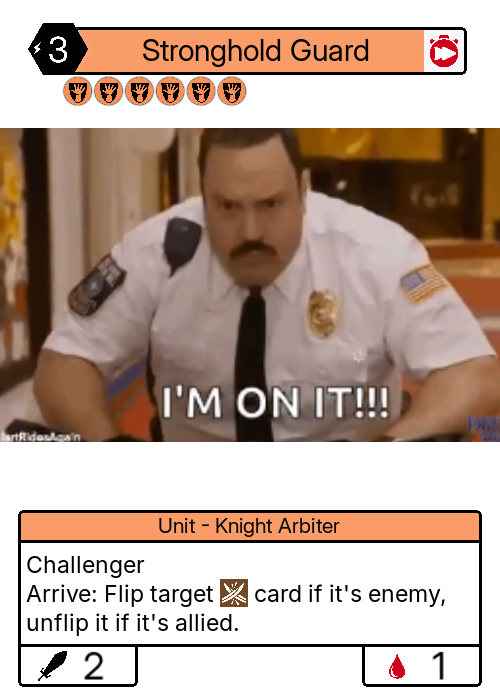 3
Stronghold Guard
I'M ON IT!!!
Unit - Knight Arbiter
Challenger
Arrive: Flip target card if it's enemy,
unflip it if it's allied.
2
1